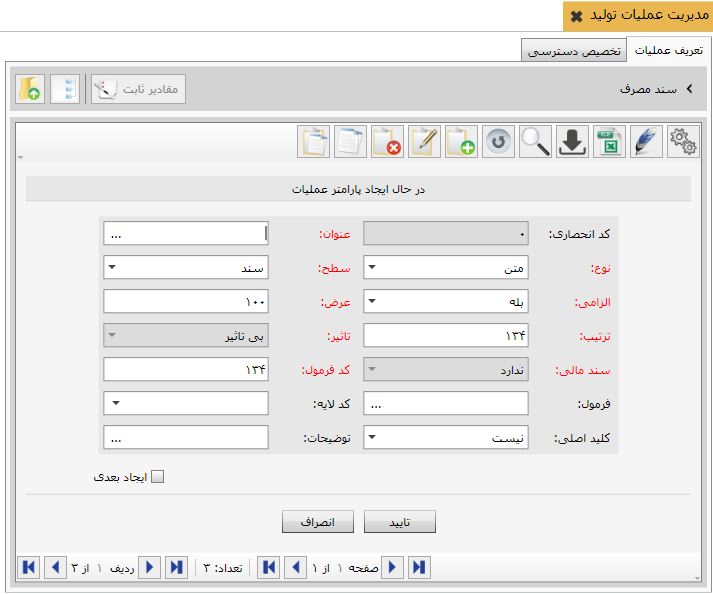 مدیریت عملیات تولید
تعریف عملیات تخصیص دسترسی
سند مصرف مقادیر ثابت
در حال ایجاد پارامتر عملیات
کد انحصاری: ۰ عنوان: ...
نوع: متن سطح: سند
الزامی: بله عرض: ۱۰۰
ترتیب: ۱۳۴ تاثیر: بی تاثیر
سند مالی: ندارد کد فرمول: ۱۳۴
فرمول: ... کد لایه:
کلید اصلی: نیست توضیحات: ...
ایجاد بعدی
تایید انصراف
صفحه ۱ از ۱ تعداد: ۳ ردیف ۱ از ۳